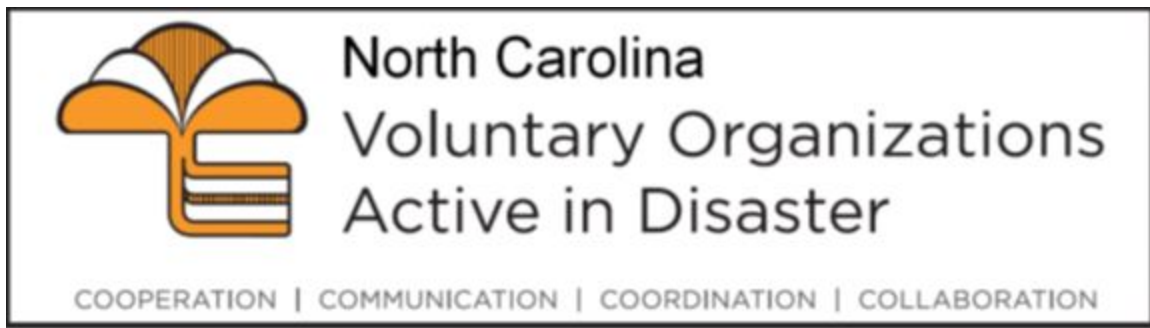 North Carolina
Voluntary Organizations
Active in Disaster
COOPERATION | COMMUNICATION | COORDINATION | COLLABORATION